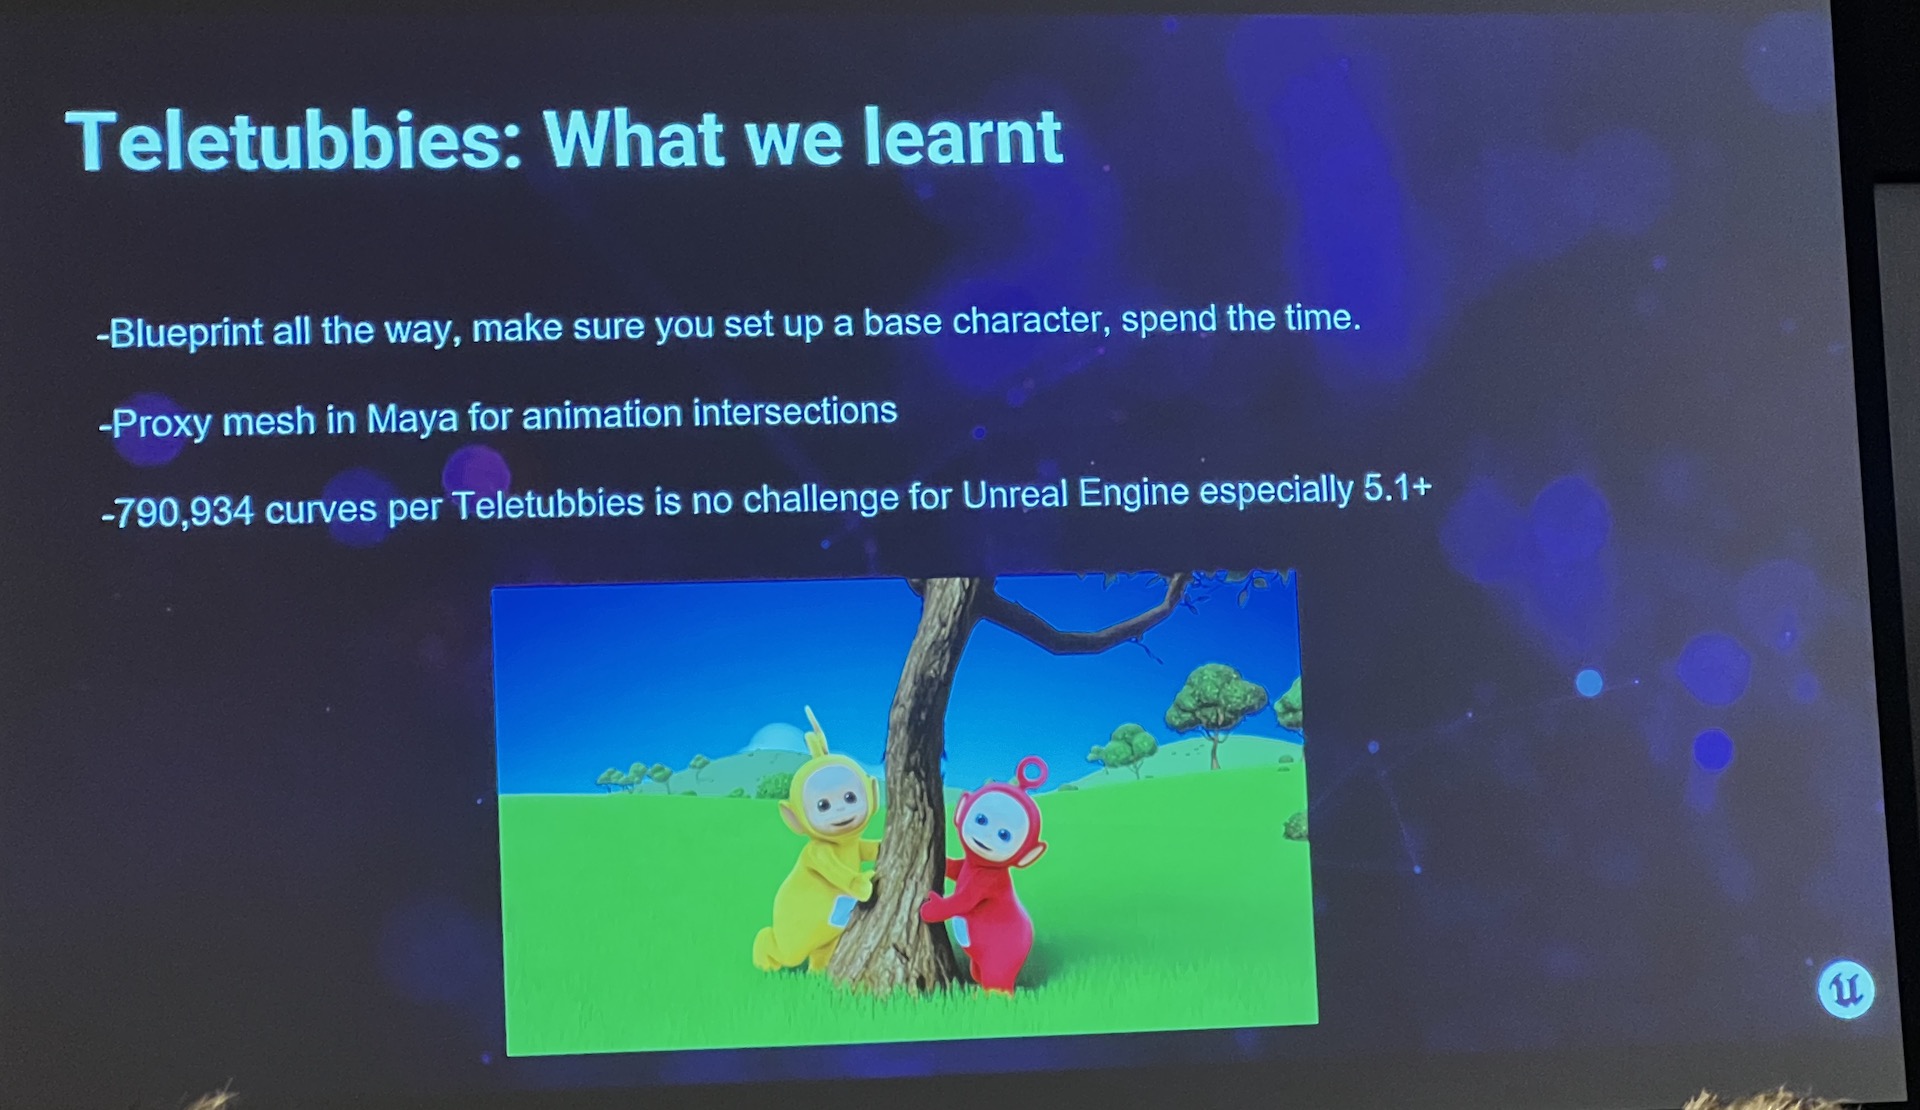 Teletubbies: What we learnt
-Blueprint all the way, make sure you set up a base character, spend the time.
-Proxy mesh in Maya for animation intersections
-790,934 curves per Teletubbies is no challenge for Unreal Engine especially 5.1+